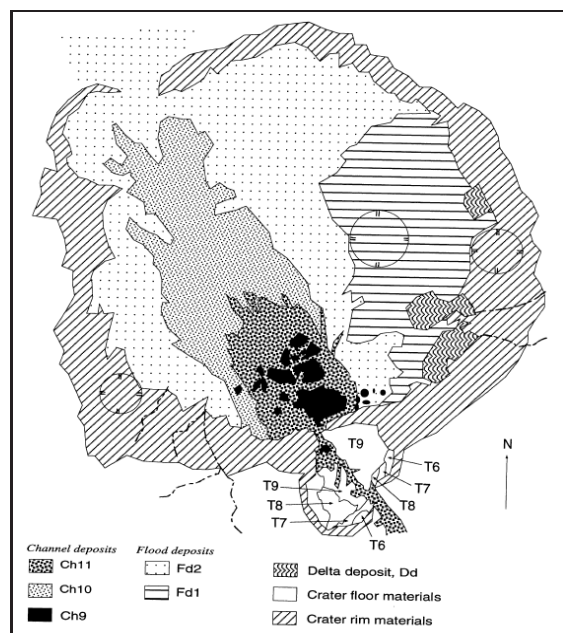 T9
T6
T7
T8
T9
T8
T7
T6
N
Channel deposits
Ch11
Ch10
Ch9
Flood deposits
Fd2
Fd1
Delta deposit, Dd
Crater floor materials
Crater rim materials